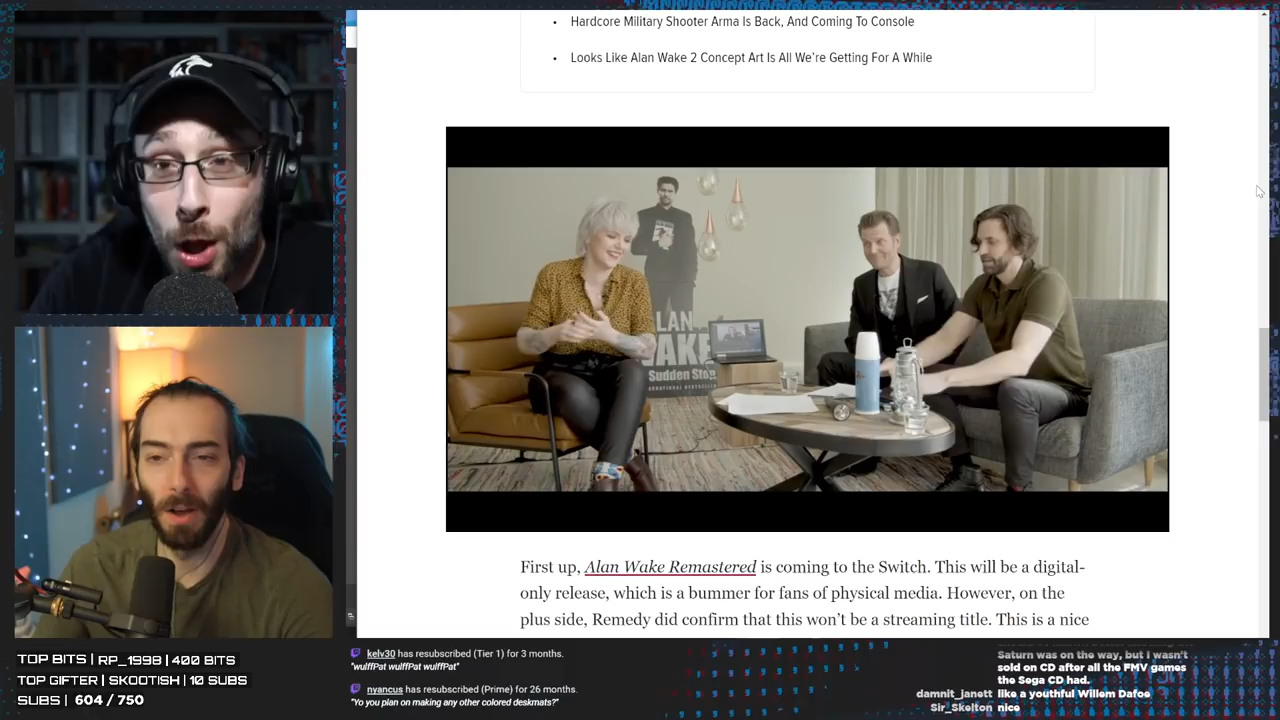 • Hardcore Military Shooter Arma Is Back, And Coming To Console
• Looks Like Alan Wake 2 Concept Art Is All We're Getting For A While
ALAN
WAKE
Sudden Stop
First up, Alan Wake Remastered is coming to the Switch. This will be a digital-
only release, which is a bummer for fans of physical media. However, on the
plus side, Remedy did confirm that this won't be a streaming title. This is a nice
TOP BITS | RP_1998 | 400 BITS
TOP GIFTER | SKOOTISH | 10 SUBS
SUBS | 604 / 750
kelv30 has resubscribed (Tier 1) for 3 months.
"wulffPat wulffPat wulffPat"
nyancus has resubscribed (Prime) for 26 months.
"Yo you plan on making any other colored deskmats?"
Saturn was on the way, but I wasn't
sold on CD after all the FMV games
the Sega CD had.
damnit_janett like a youthful Willem Dafoe
Sir_Skelton nice